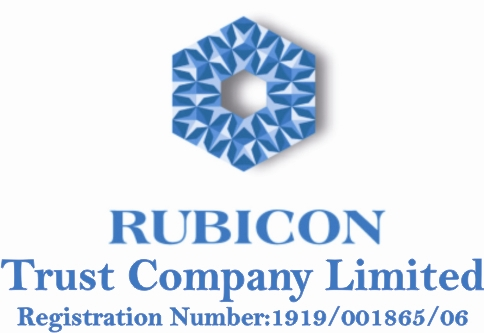 RUBICON
Trust Company Limited
Registration Number:1919/001865/06